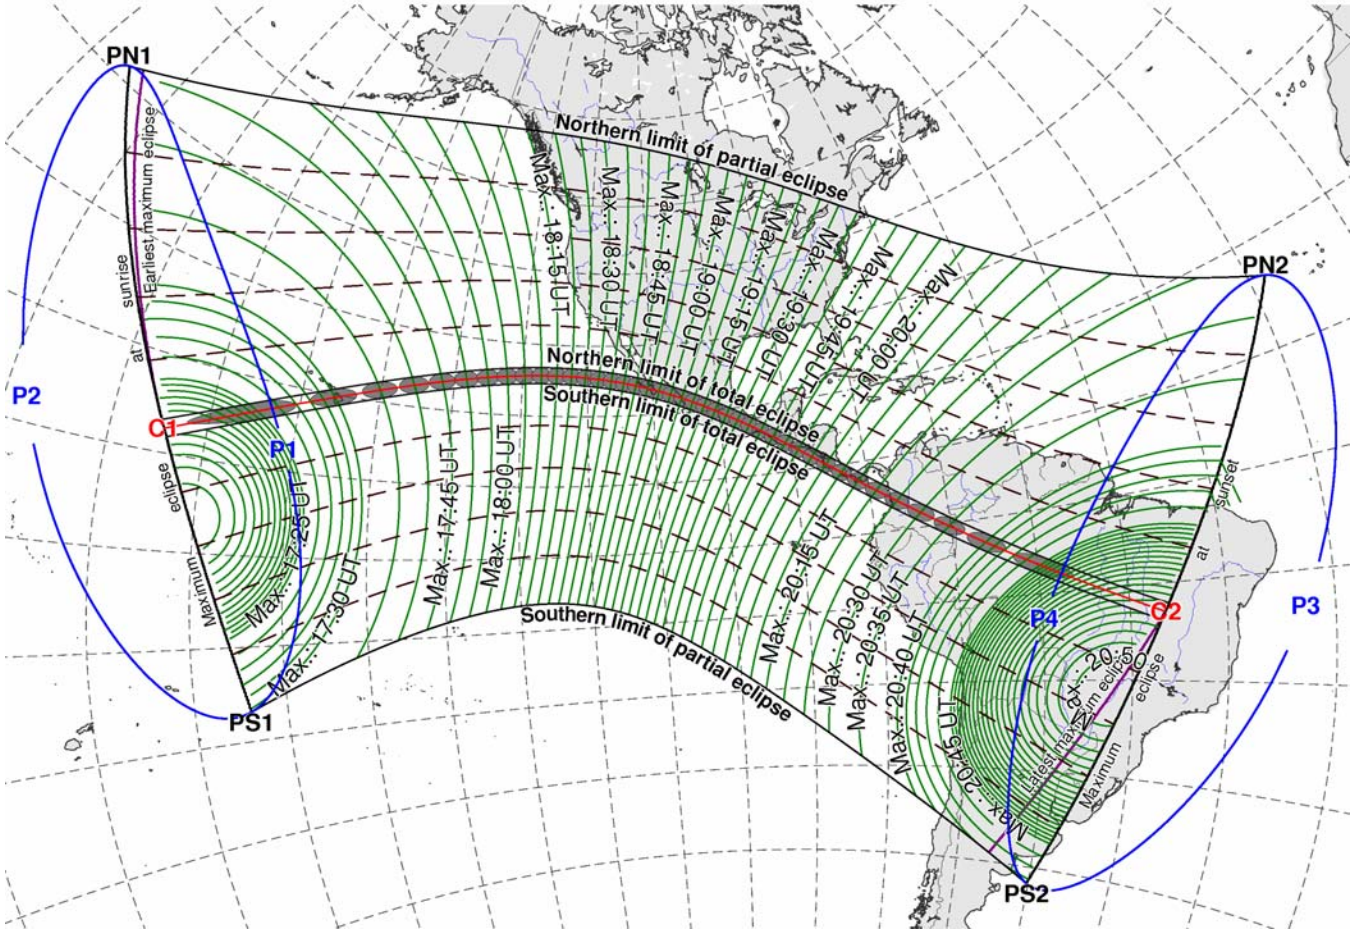 PN1
Northern limit of partial eclipse
PN2
Earliest maximum eclipse
sunrise
at
eclipse
Maximum
Max.: 18:15 UT
Max.: 18:30 UT
Max.: 18:45 UT
Max.: 19:00 UT
Max.: 19:15 UT
Max.: 19:30 UT
Max.: 19:45 UT
Max.: 20:00 UT
P2
Northern limit of total eclipse
Southern limit of total eclipse
C1
P1
Max.: 17:25 UT
Max.: 17:30 UT
Max.: 17:45 UT
Max.: 18:00 UT
Max.: 20:15 UT
Max.: 20:30 UT
Max.: 20:35 UT
Max.: 20:40 UT
Max.: 20:45 UT
Max.: 20:50
sunset
at
eclipse
Maximum
P4
C2
P3
Latest maximum eclipse
Southern limit of partial eclipse
PS1
PS2